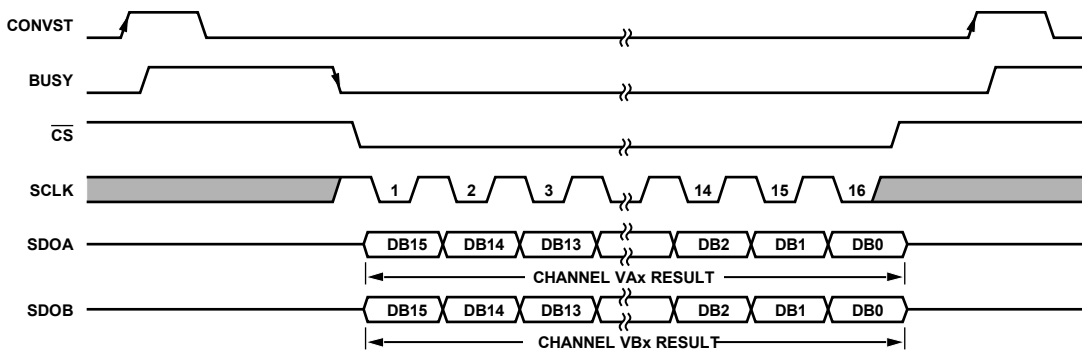 CONVST
BUSY
CS
SCLK 1 2 3 14 15 16
SDOA DB15 DB14 DB13 DB2 DB1 DB0
CHANNEL VAx RESULT
SDOB DB15 DB14 DB13 DB2 DB1 DB0
CHANNEL VBx RESULT